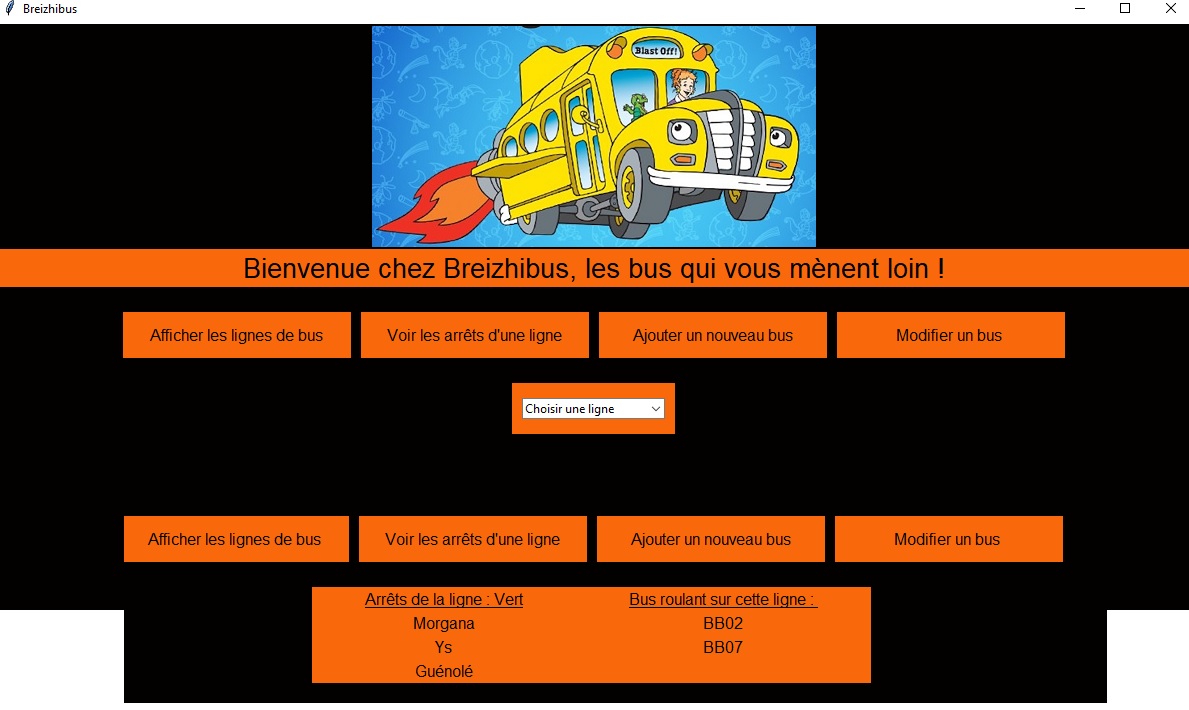 Breizhibus
Blast Off!
Bienvenue chez Breizhibus, les bus qui vous mènent loin !
Afficher les lignes de bus Voir les arrêts d'une ligne Ajouter un nouveau bus Modifier un bus
Choisir une ligne
Afficher les lignes de bus Voir les arrêts d'une ligne Ajouter un nouveau bus Modifier un bus
Arrêts de la ligne : Vert Bus roulant sur cette ligne :
Morgana BB02
Ys BB07
Guénolé